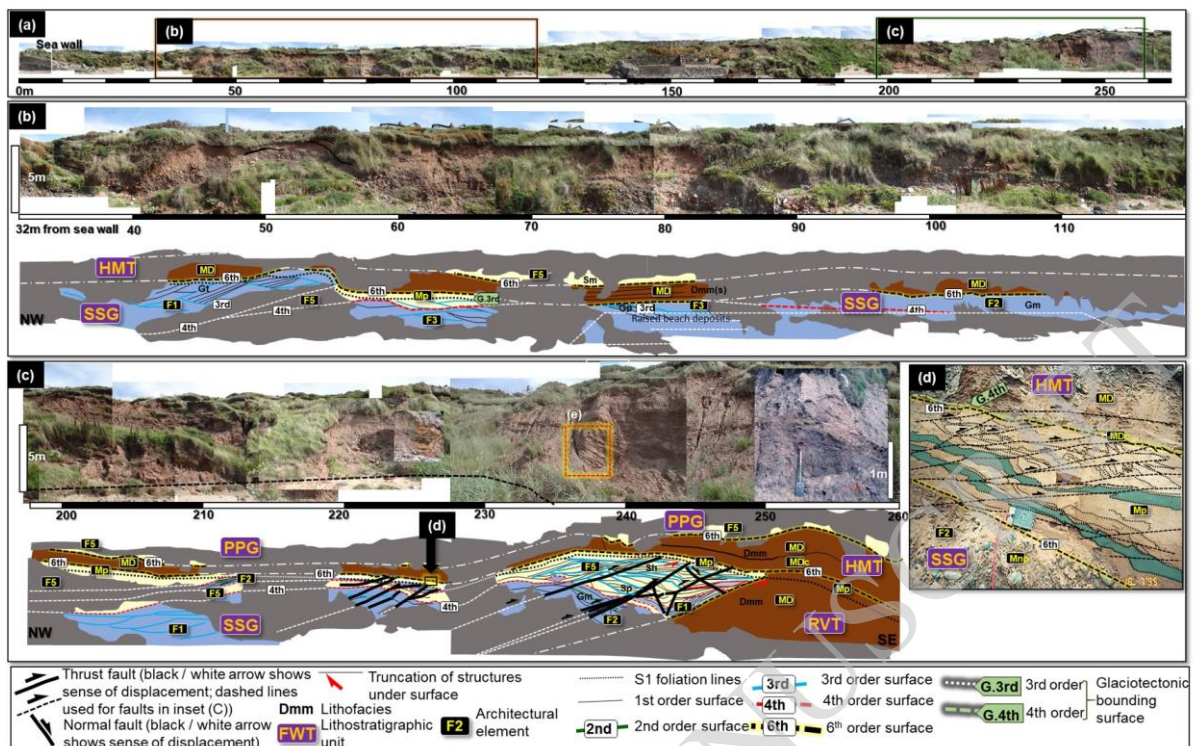 (a)
Sea wall
(b)
(c)
0m 50 100 150 200 250
(b)
5m
32m from sea wall 40 50 60 70 80 90 100 110
HMT MD 6th Gt F1 3rd F5 4th 4th SSG NW
6th Mp G.3rd F3 F5 6th
Sm MD Dmm(s) Gp 3rd F3
Raised beach deposits
SSG 6th MD F2 4th Gm
(c)
5m
(e)
1m
200 210 220 230 240 250 260
(d)
F5 Mp 6th MD PPG 6th F2 F5 F5 4th SSG F1 NW
6th 4th
PPG F5 F5 Sh Mp Sp Gm F2 F1
Dmm MD MDc 6th HMT Mp Dmm MD RVT SE
(d)
G.4th HMT
6th MD
MD
Mp
F2
SSG 6th Mnp
Thrust fault (black / white arrow shows
sense of displacement; dashed lines
used for faults in inset (C))
Normal fault (black / white arrow
shows sense of displacement)
Truncation of structures
under surface
Dmm Lithofacies
FWT Lithostratigraphic
unit
F2 Architectural
element
S1 foliation lines
1st order surface
2nd 2nd order surface
3rd 3rd order surface
4th 4th order surface
6th 6th order surface
G.3rd 3rd order
G.4th 4th order
Glaciotectonic
bounding
surface